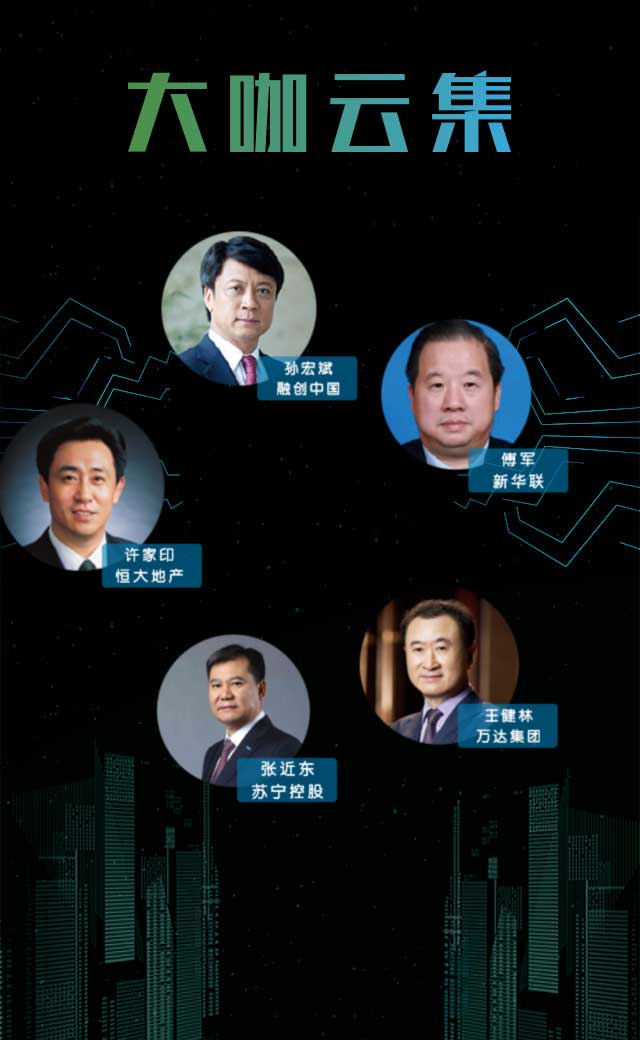 大咖云集
孙宏斌
融创中国
傅军
新华联
许家印
恒大地产
王健林
万达集团
张近东
苏宁控股